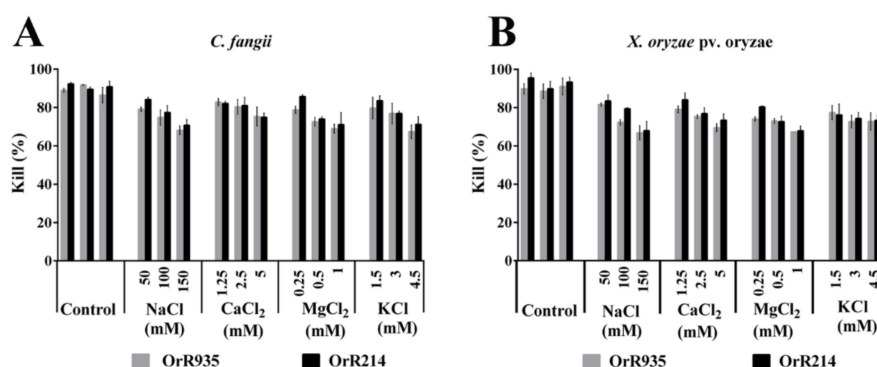 A
C. fangii
Kill (%)
100
80
60
40
20
0
50
100
150
1.25
2.5
5
0.25
0.5
1
1.5
3
4.5
Control
NaCl
(mM)
CaCl₂
(mM)
MgCl₂
(mM)
KCl
(mM)
OrR935
OrR214
B
X. oryzae pv. oryzae
Kill (%)
100
80
60
40
20
0
50
100
150
1.25
2.5
5
0.25
0.5
1
1.5
3
4.5
Control
NaCl
(mM)
CaCl₂
(mM)
MgCl₂
(mM)
KCl
(mM)
OrR935
OrR214